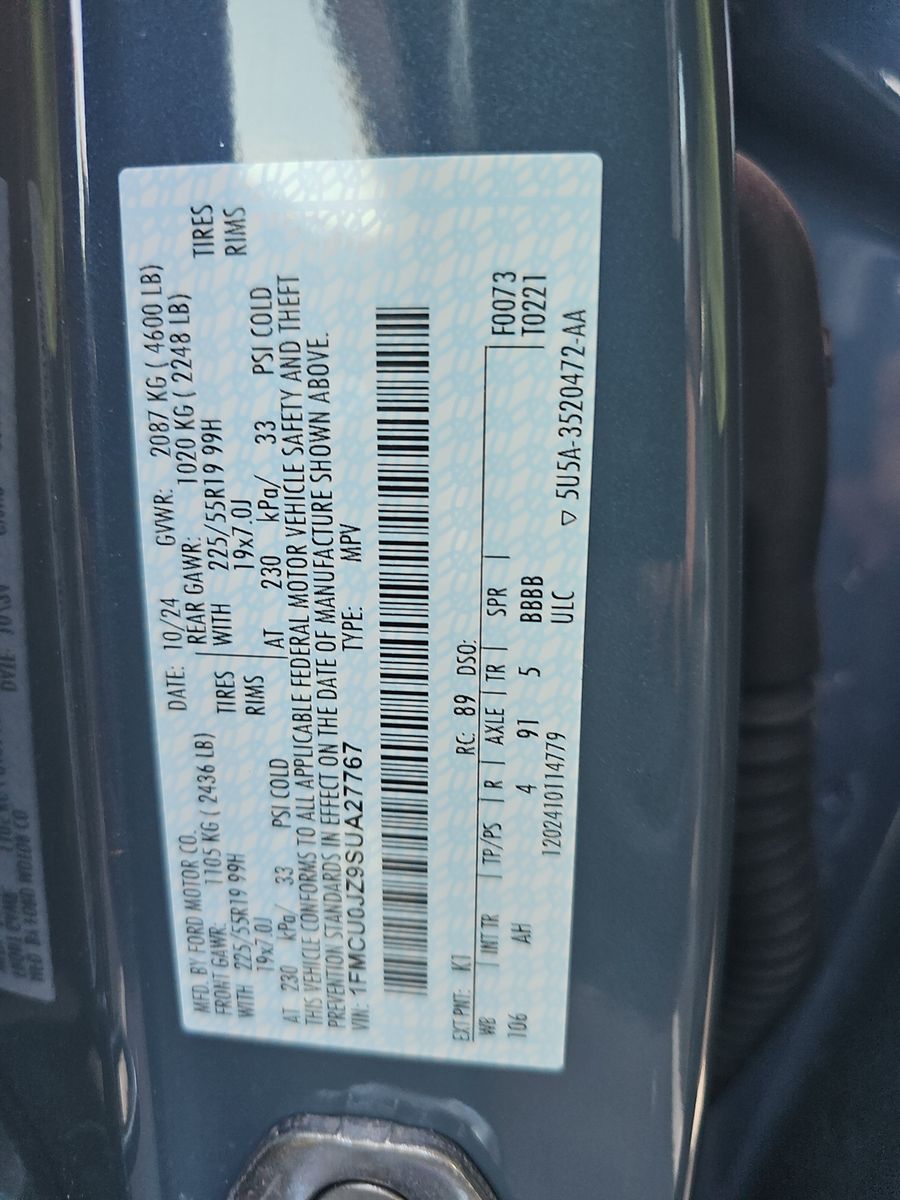 MFD. BY FORD MOTOR CO.
DATE: 10/24 GVWR: 2087 KG ( 4600 LB)
FRONT GAWR: 1105 KG ( 2436 LB)
REAR GAWR: 1020 KG ( 2248 LB)
WITH 225/55R19 99H TIRES
WITH 225/55R19 99H TIRES
19x7.0J RIMS
19x7.0J RIMS
AT 230 kPa/ 33 PSI COLD
AT 230 kPa/ 33 PSI COLD
THIS VEHICLE CONFORMS TO ALL APPLICABLE FEDERAL MOTOR VEHICLE SAFETY AND THEFT
PREVENTION STANDARDS IN EFFECT ON THE DATE OF MANUFACTURE SHOWN ABOVE.
VIN: 1FMCU0JZ9SUA27767 TYPE: MPV
EXT PNT: K1 RC: 89 DSO:
WB | INT TR | TP/PS | R | AXLE | TR | SPR | F0073
106 AH 4 91 5 BBBB T0221
1202410114779 ULC
▽ 5U5A-3520472-AA